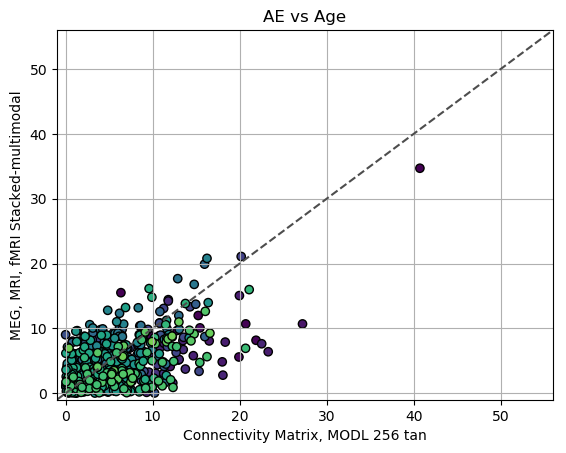 AE vs Age
MEG, MRI, fMRI Stacked-multimodal
50
40
30
20
10
0
0 10 20 30 40 50
Connectivity Matrix, MODL 256 tan